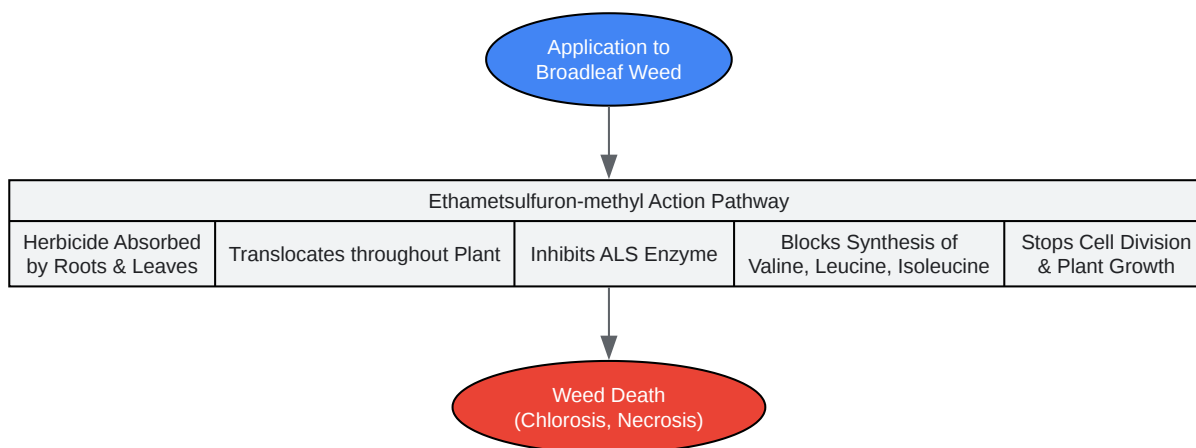 Application to
Broadleaf Weed
Ethametsulfuron-methyl Action Pathway
Herbicide Absorbed
by Roots & Leaves
Translocates throughout Plant
Inhibits ALS Enzyme
Blocks Synthesis of
Valine, Leucine, Isoleucine
Stops Cell Division
& Plant Growth
Weed Death
(Chlorosis, Necrosis)